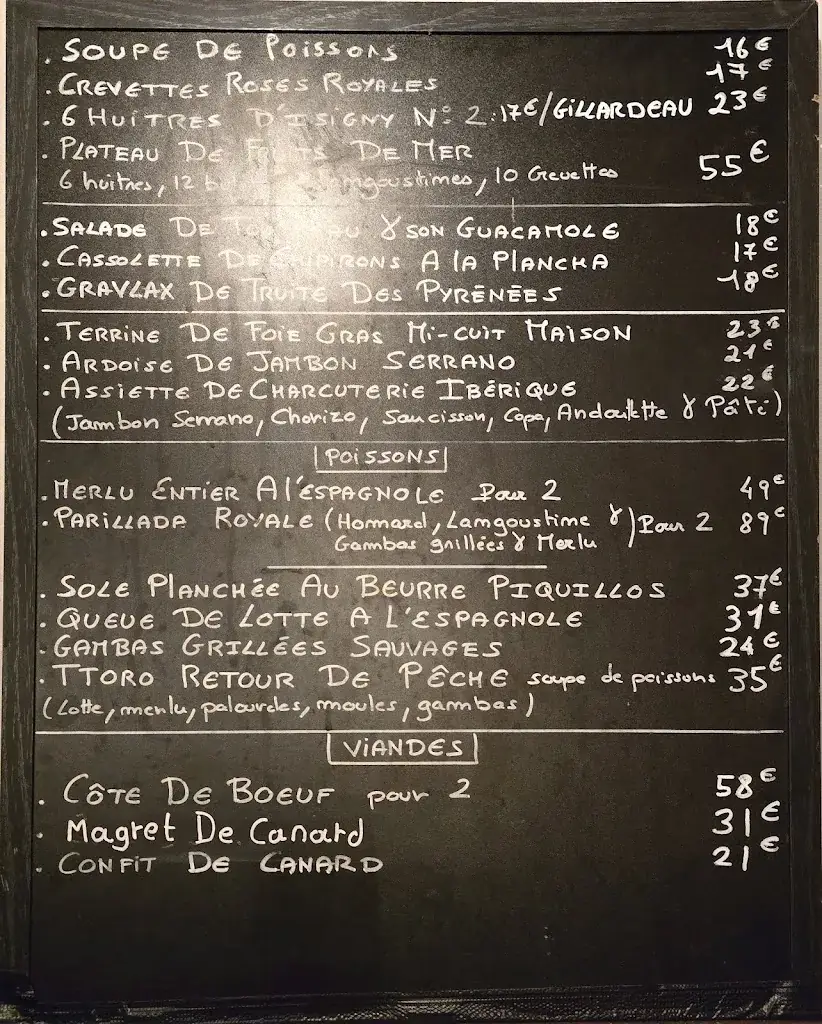 . SOUPE DE POISSONS 16€
. CREVETTES ROSES ROYALES 17€
. 6 HUITRES D'ISIGNY N° 2: 17€/GILLARDEAU 23€
. PLATEAU DE FRUITS DE MER 55€
6 huitres, 12 langoustimes, 10 Crevettes
. SALADE DE & SON GUACAMOLE 18€
. CASSOLETTE DE CHIPIRONS A LA PLANCHA 17€
. GRAVLAX DE TRUITE DES PYRÉNÉES 18€
. TERRINE DE FOIE GRAS MI-CUIT MAISON 23€
. ARDOISE DE JAMBON SERRANO 21€
. ASSIETTE DE CHARCUTERIE IBÉRIQUE 22€
(Jambon Serrano, Chorizo, Saucisson, Copa, Andouillette & Pâté)
POISSONS
. MERLU ENTIER A l'ESPAGNOLE Pour 2 49€
. PARILLADA ROYALE (Hommard, Langoustime & Pour 2 89€
Gambas grillées & Merlu)
. SOLE PLANCHÉE AU BEURRE PIQUILLOS 37€
. QUEUE DE LOTTE A L'ESPAGNOLE 31€
. GAMBAS GRILLÉES SAUVAGES 24€
. TTORO RETOUR DE PÊCHE soupe de poissons 35€
(Lotte, merlu, palourdes, moules, gambas)
VIANDES
. CÔTE DE BOEUF pour 2 58€
. Magret De Canard 31€
. CONFIT DE CANARD 21€